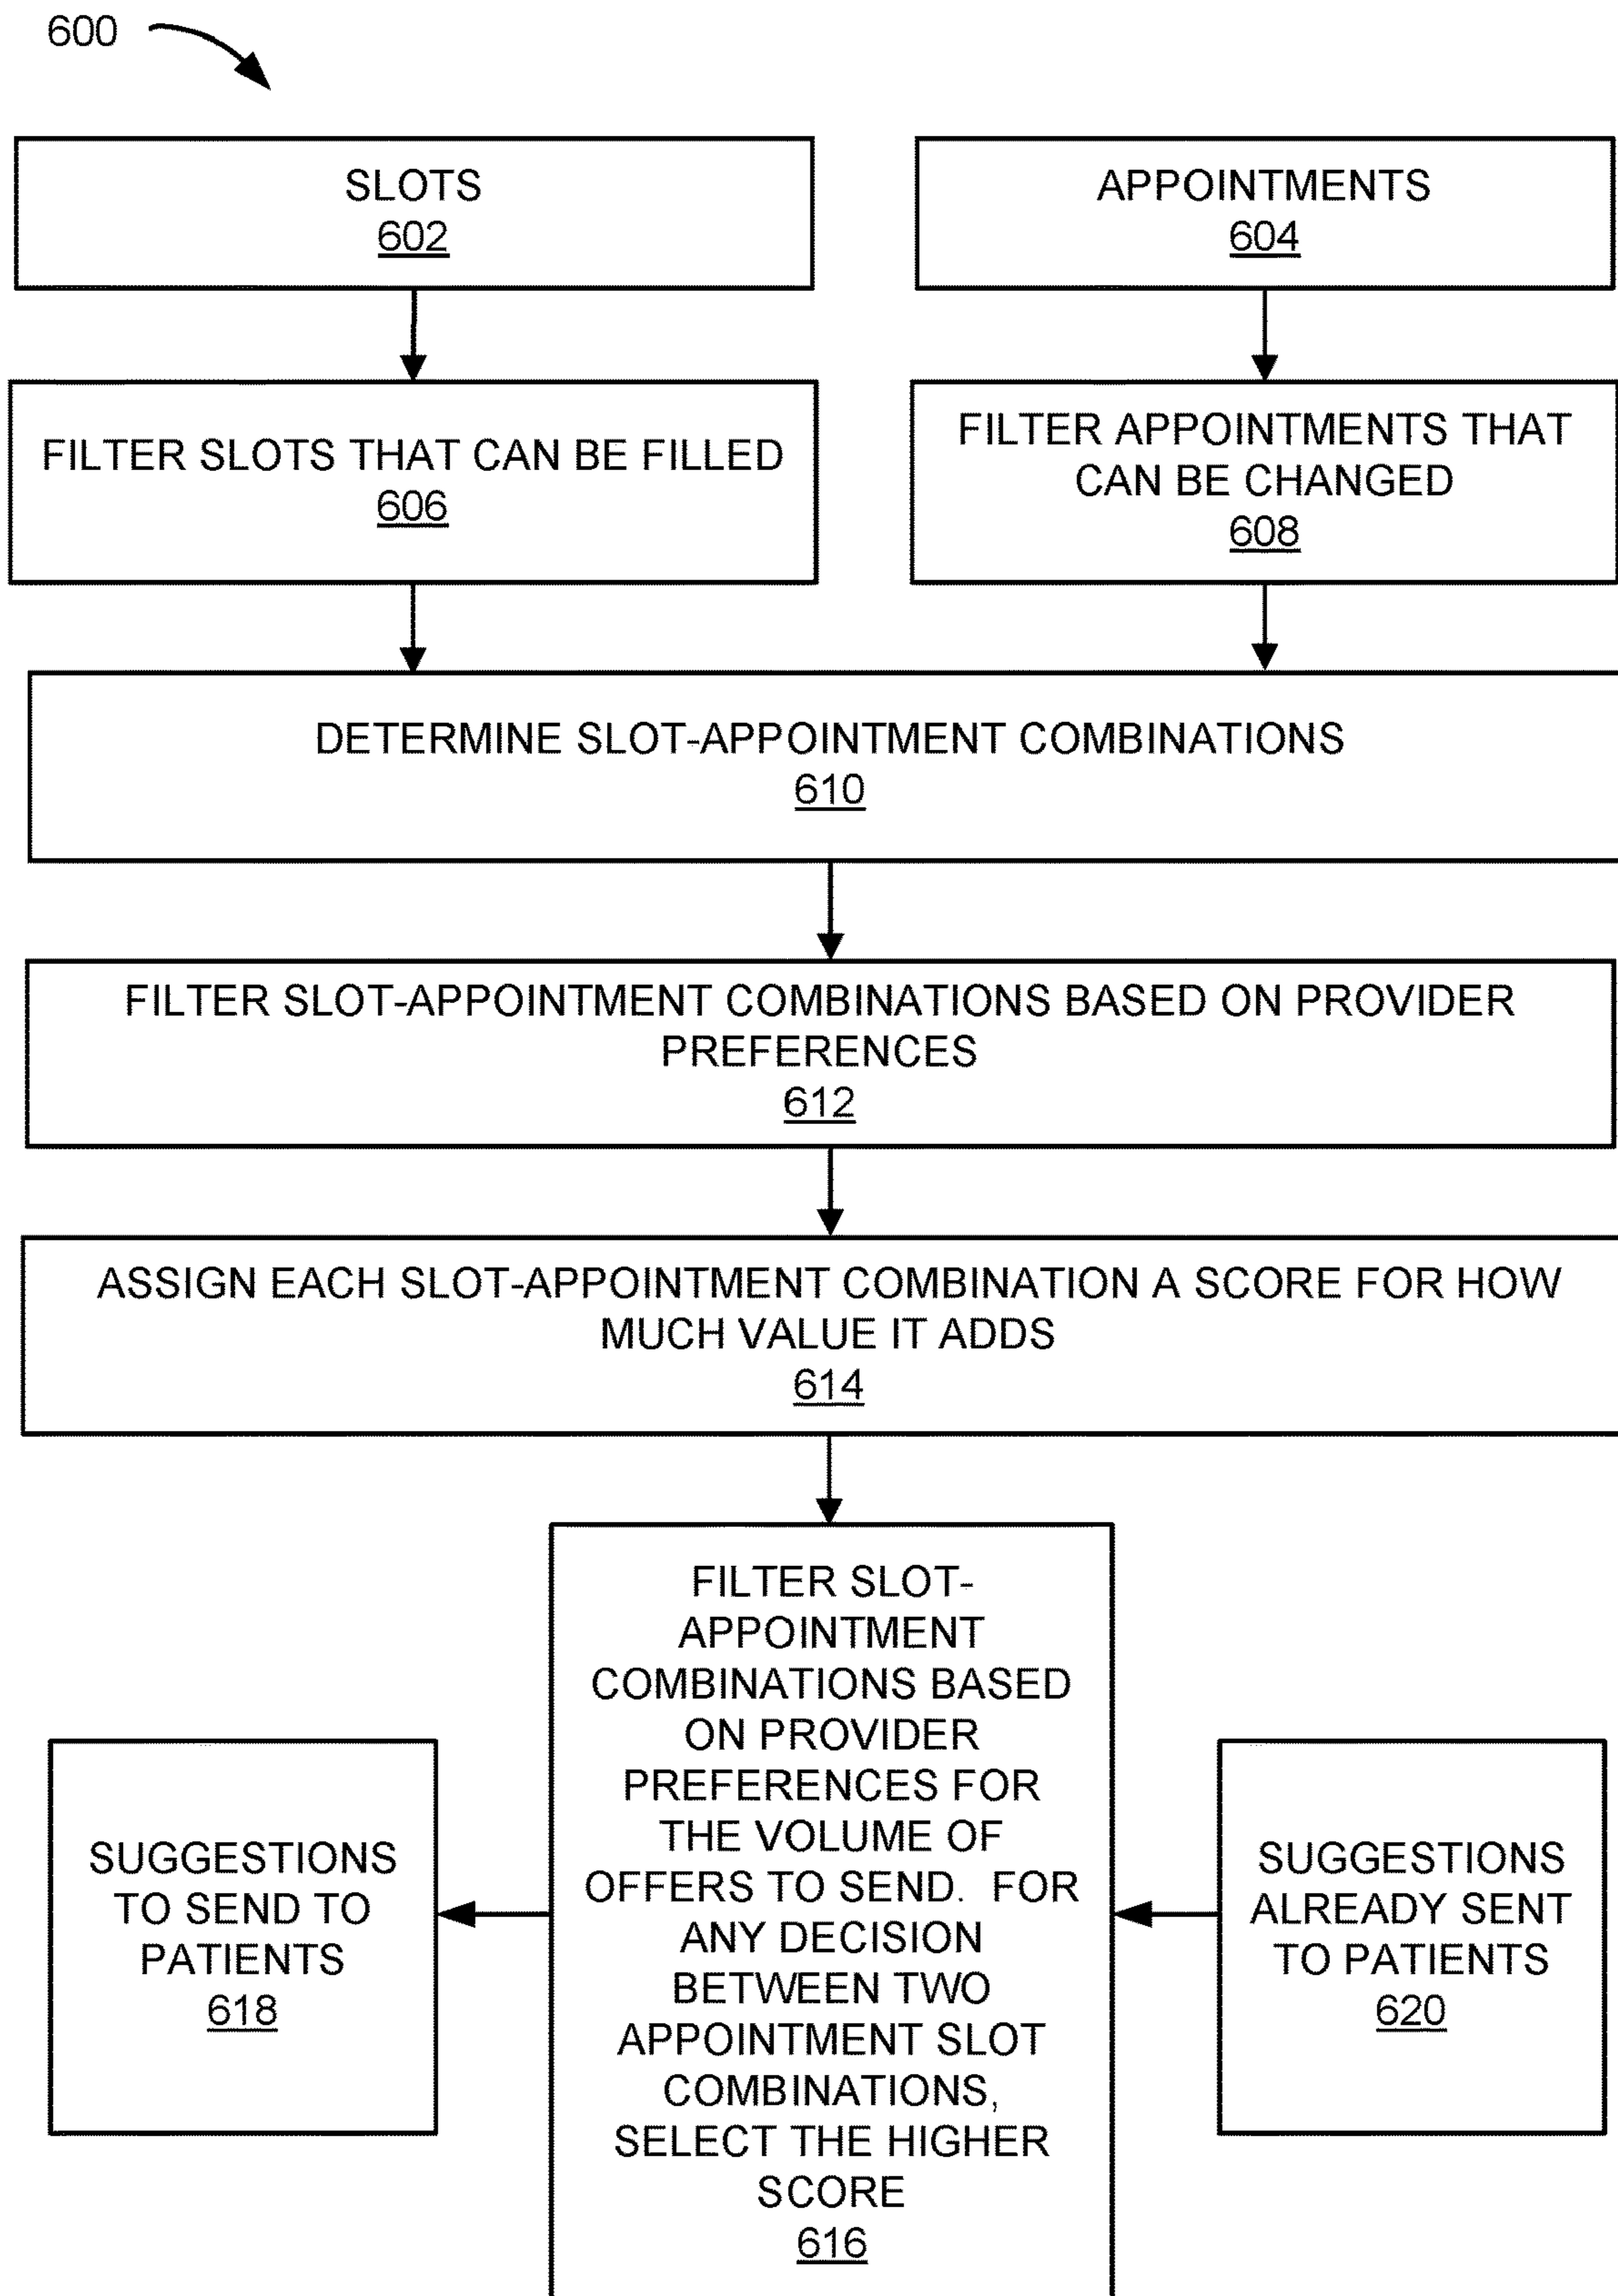 600
SLOTS
602
APPOINTMENTS
604
FILTER SLOTS THAT CAN BE FILLED
606
FILTER APPOINTMENTS THAT
CAN BE CHANGED
608
DETERMINE SLOT-APPOINTMENT COMBINATIONS
610
FILTER SLOT-APPOINTMENT COMBINATIONS BASED ON PROVIDER
PREFERENCES
612
ASSIGN EACH SLOT-APPOINTMENT COMBINATION A SCORE FOR HOW
MUCH VALUE IT ADDS
614
FILTER SLOT-
APPOINTMENT
COMBINATIONS BASED
ON PROVIDER
PREFERENCES FOR
THE VOLUME OF
OFFERS TO SEND. FOR
ANY DECISION
BETWEEN TWO
APPOINTMENT SLOT
COMBINATIONS,
SELECT THE HIGHER
SCORE
616
SUGGESTIONS
TO SEND TO
PATIENTS
618
SUGGESTIONS
ALREADY SENT
TO PATIENTS
620